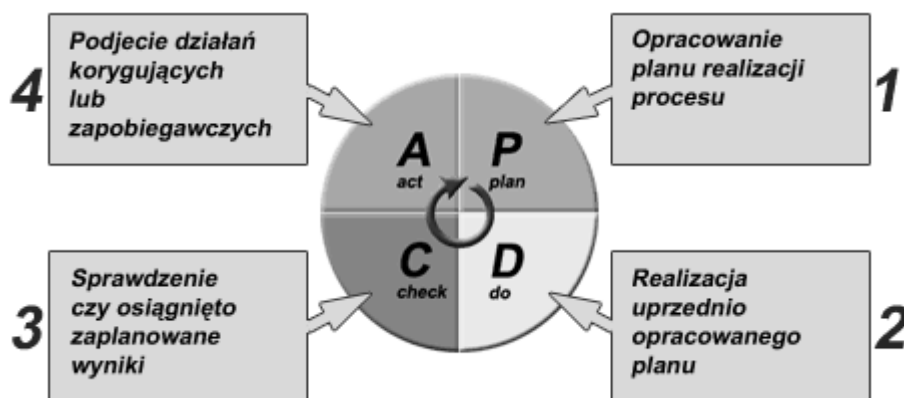 4
Podjecie działań
korygujących
lub
zapobiegawczych
Opracowanie
planu realizacji
procesu
1
A
act
P
plan
C
check
D
do
3
Sprawdzenie
czy osiągnięto
zaplanowane
wyniki
Realizacja
uprzednio
opracowanego
planu
2